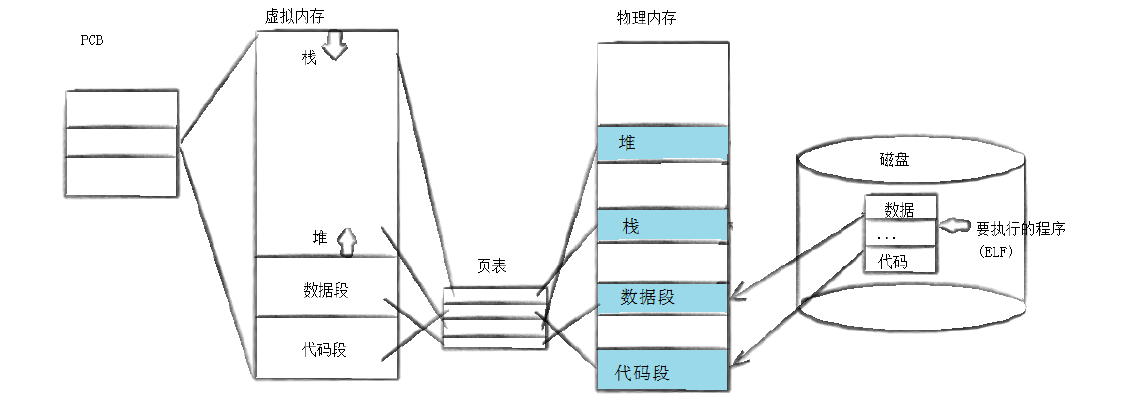 PCB
虚拟内存
栈
堆
数据段
代码段
页表
物理内存
堆
栈
数据段
代码段
磁盘
数据
...
代码
要执行的程序
(ELF)